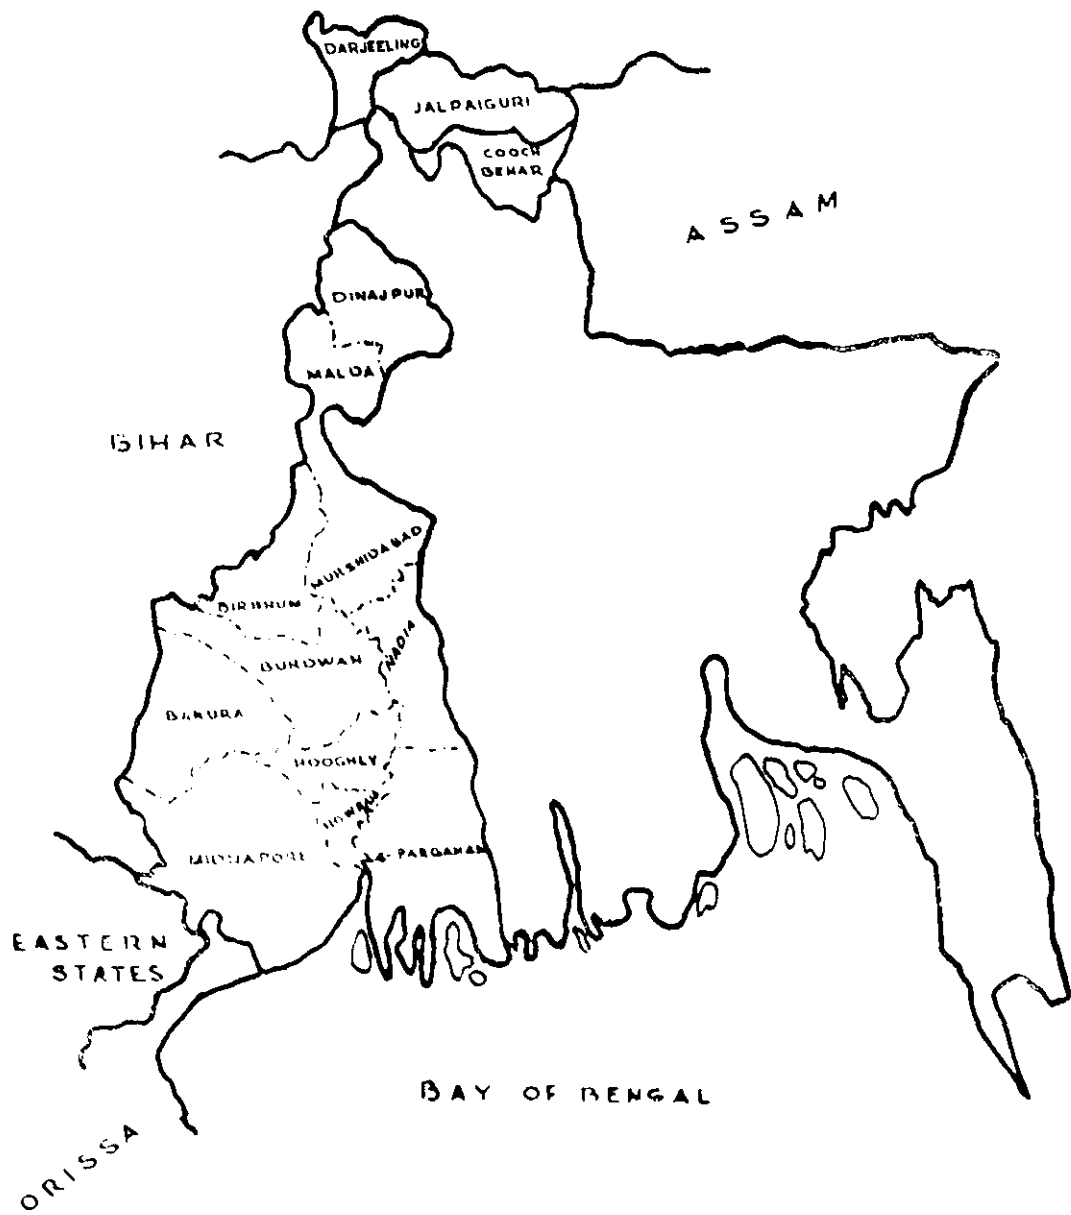 DARJEELING
JALPAIGURI
COOCH
BEHAR
ASSAM
DINAJPUR
MALDA
BIHAR
MURSHIDABAD
BIRBHUM
NADIA
BURDWAN
BANKURA
HOOGHLY
HOWRAH
MIDNAPORE
24-PARGANAS
EASTERN
STATES
BAY OF BENGAL
ORISSA